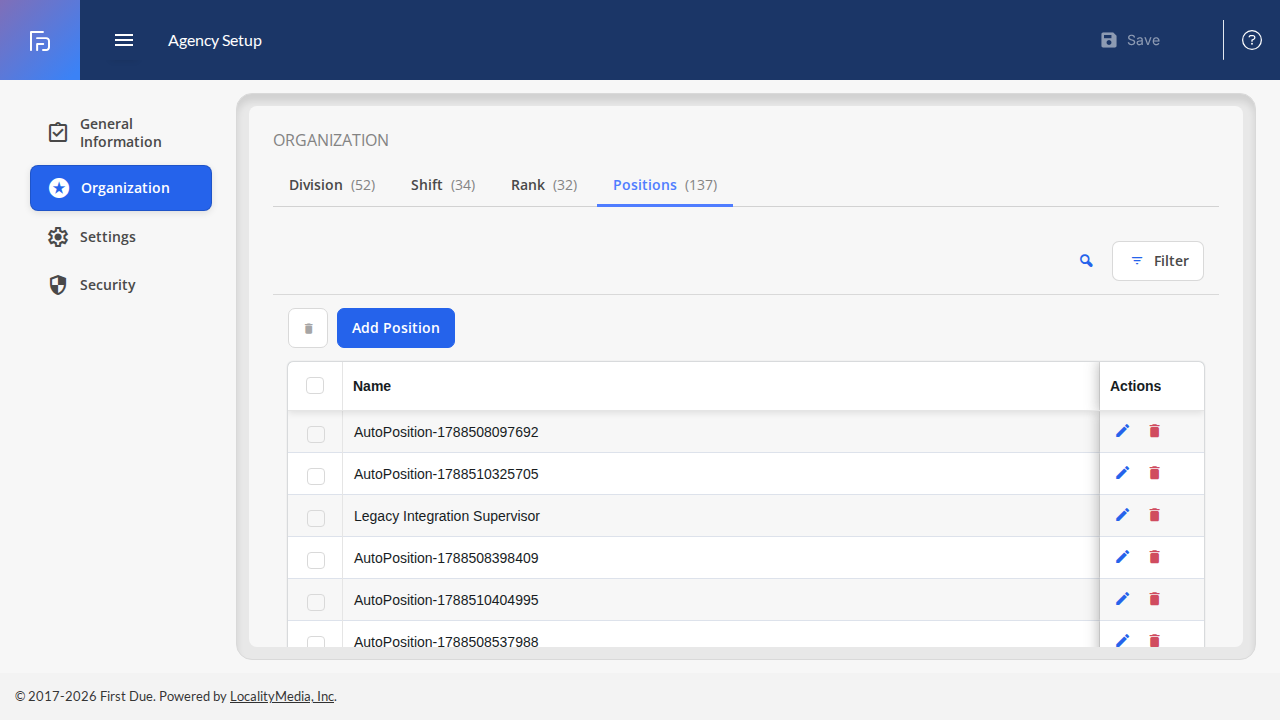 Agency Setup
Save
General
Information
Organization
Settings
Security
ORGANIZATION
Division (52) Shift (34) Rank (32) Positions (137)
Filter
Add Position
Name Actions
AutoPosition-1788508097692
AutoPosition-1788510325705
Legacy Integration Supervisor
AutoPosition-1788508398409
AutoPosition-1788510404995
AutoPosition-1788508537988
© 2017-2026 First Due. Powered by LocalityMedia, Inc.